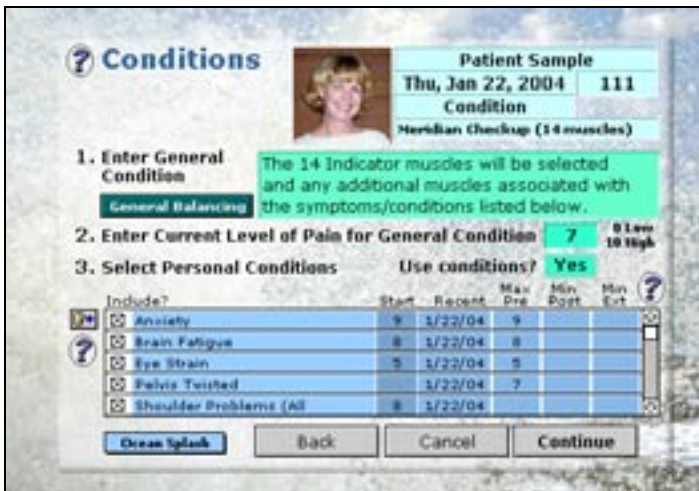 ? Conditions
Patient Sample
Thu, Jan 22, 2004 111
Condition
Meridian Checkup (14 muscles)
1. Enter General
Condition
General Balancing
The 14 Indicator muscles will be selected
and any additional muscles associated with
the symptoms/conditions listed below.
2. Enter Current Level of Pain for General Condition 7
0 Low
10 High
3. Select Personal Conditions Use conditions? Yes
?
Include? Start Recent Max Pre Min Post Min Ext
Anxiety 9 1/22/04 9
?
Brain Fatigue 8 1/22/04 8
Eye Strain 5 1/22/04 5
Pelvis Twisted 1/22/04 7
Shoulder Problems (All 8 1/22/04
Ocean Splash Back Cancel Continue